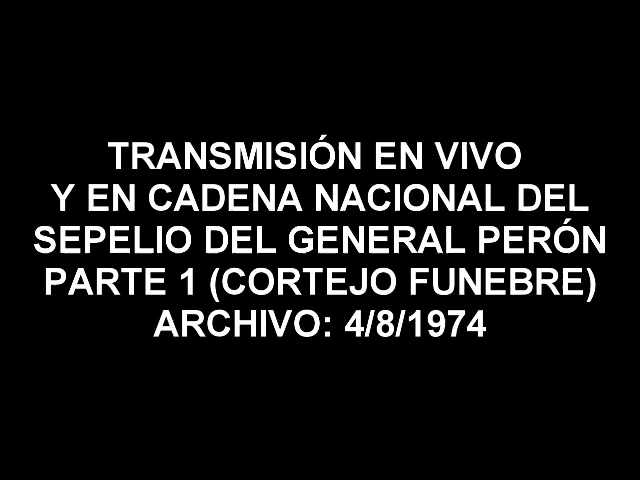 TRANSMISIÓN EN VIVO
Y EN CADENA NACIONAL DEL
SEPELIO DEL GENERAL PERÓN
PARTE 1 (CORTEJO FUNEBRE)
ARCHIVO: 4/8/1974